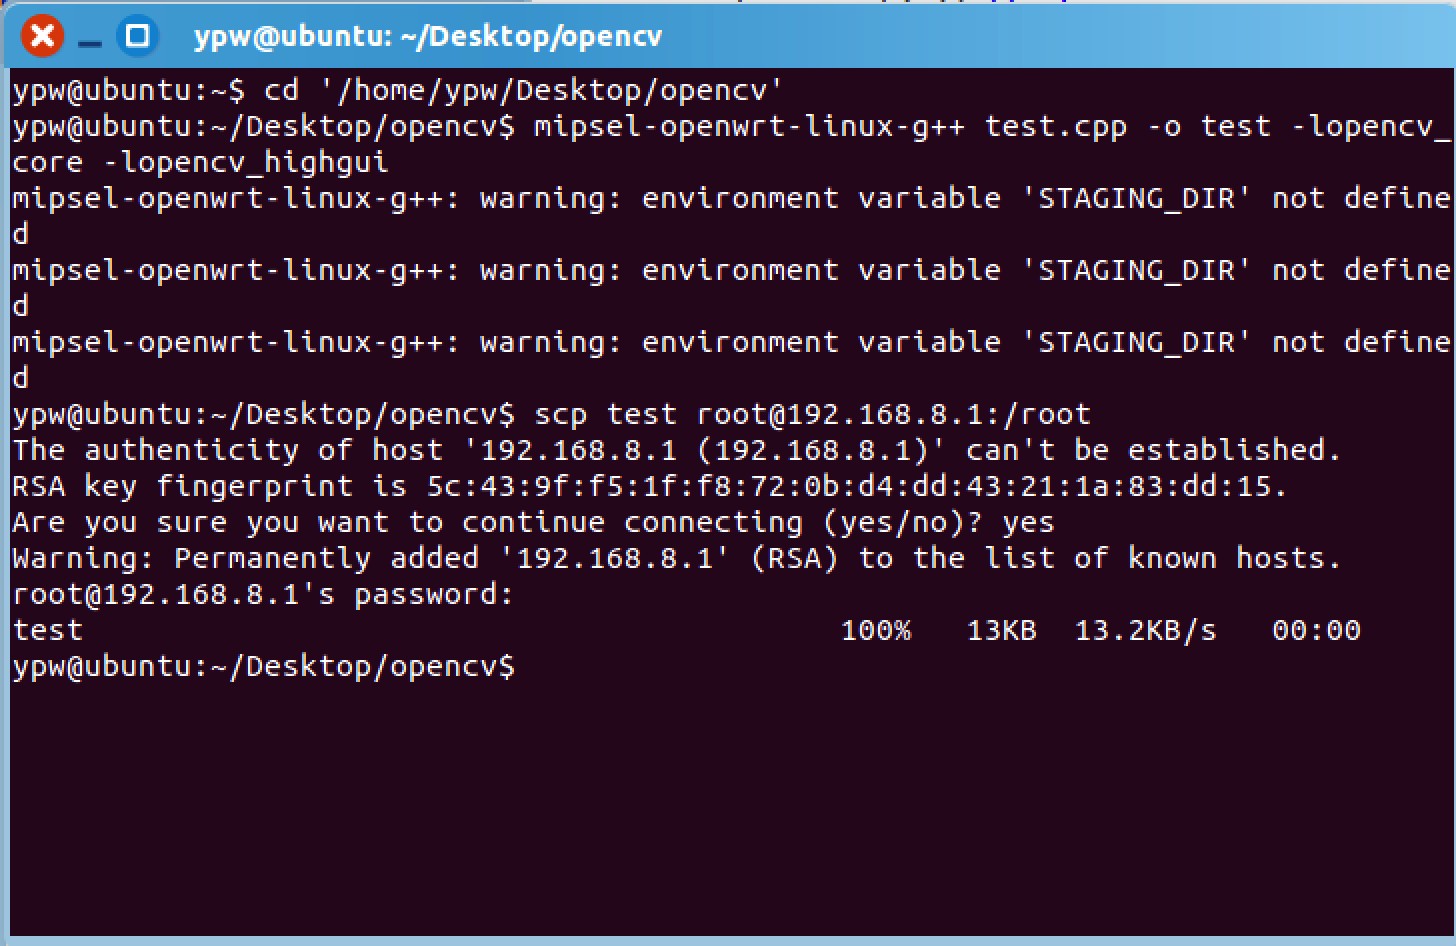 ypw@ubuntu: ~/Desktop/opencv
ypw@ubuntu:~$ cd '/home/ypw/Desktop/opencv'
ypw@ubuntu:~/Desktop/opencv$ mipsel-openwrt-linux-g++ test.cpp -o test -lopencv_
core -lopencv_highgui
mipsel-openwrt-linux-g++: warning: environment variable 'STAGING_DIR' not define
d
mipsel-openwrt-linux-g++: warning: environment variable 'STAGING_DIR' not define
d
mipsel-openwrt-linux-g++: warning: environment variable 'STAGING_DIR' not define
d
ypw@ubuntu:~/Desktop/opencv$ scp test root@192.168.8.1:/root
The authenticity of host '192.168.8.1 (192.168.8.1)' can't be established.
RSA key fingerprint is 5c:43:9f:f5:1f:f8:72:0b:d4:dd:43:21:1a:83:dd:15.
Are you sure you want to continue connecting (yes/no)? yes
Warning: Permanently added '192.168.8.1' (RSA) to the list of known hosts.
root@192.168.8.1's password:
test 100% 13KB 13.2KB/s 00:00
ypw@ubuntu:~/Desktop/opencv$